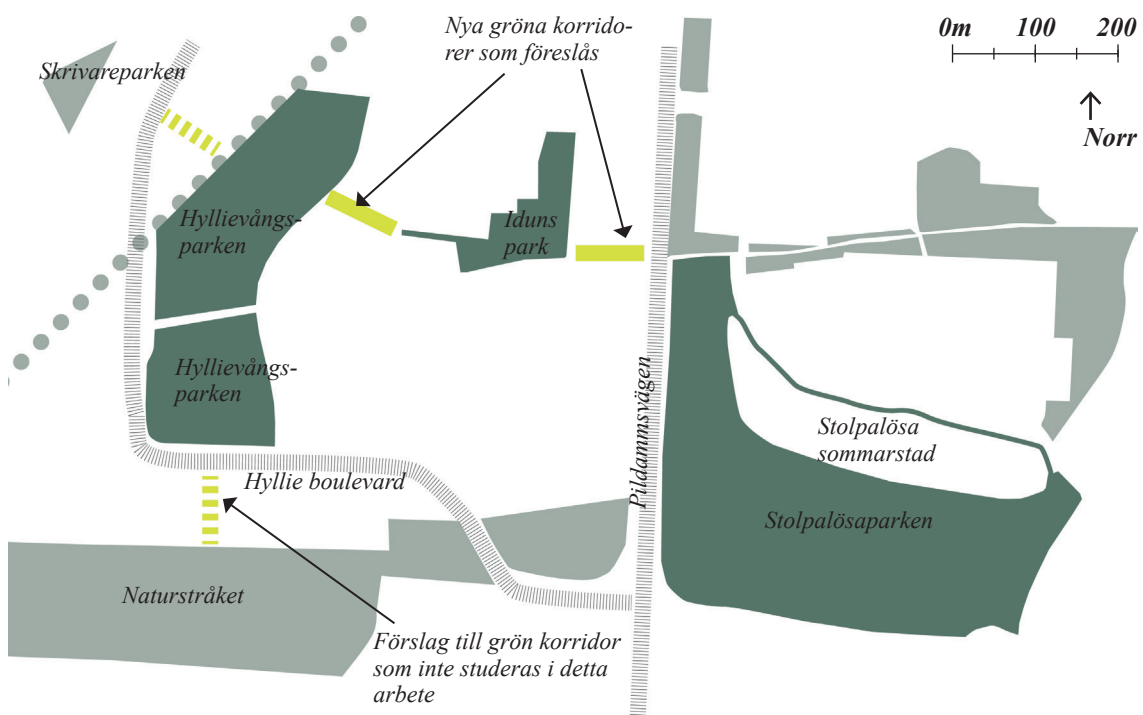 Nya gröna korrido-
rer som föreslås
0m 100 200
Skrivareparken
Norr
Hyllievångs-
parken
Iduns
park
Hyllievångs-
parken
Pildammsvägen
Stolpalösa
sommarstad
Hyllie boulevard
Stolpalösaparken
Naturstråket
Förslag till grön korridor
som inte studeras i detta
arbete